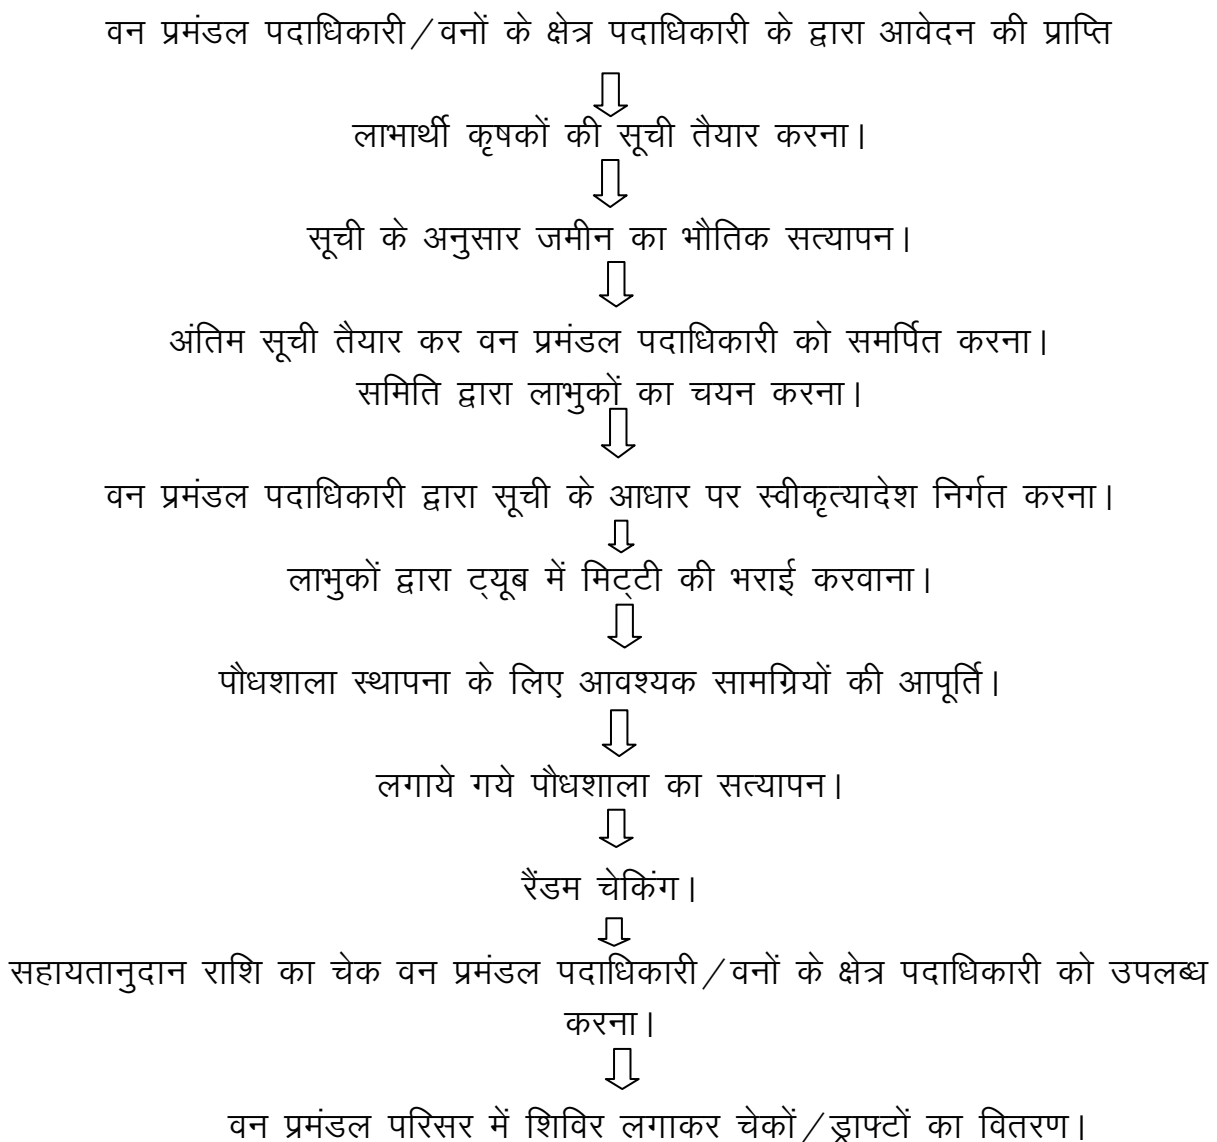 वन प्रमंडल पदाधिकारी/वनों के क्षेत्र पदाधिकारी के द्वारा आवेदन की प्राप्ति
लाभार्थी कृषकों की सूची तैयार करना।
सूची के अनुसार जमीन का भौतिक सत्यापन।
अंतिम सूची तैयार कर वन प्रमंडल पदाधिकारी को समर्पित करना।
समिति द्वारा लाभुकों का चयन करना।
वन प्रमंडल पदाधिकारी द्वारा सूची के आधार पर स्वीकृत्यादेश निर्गत करना।
लाभुकों द्वारा ट्यूब में मिट्टी की भराई करवाना।
पौधशाला स्थापना के लिए आवश्यक सामग्रियों की आपूर्ति।
लगाये गये पौधशाला का सत्यापन।
रैंडम चेकिंग।
सहायतानुदान राशि का चेक वन प्रमंडल पदाधिकारी/वनों के क्षेत्र पदाधिकारी को उपलब्ध
करना।
वन प्रमंडल परिसर में शिविर लगाकर चेकों/ड्राफ्टों का वितरण।